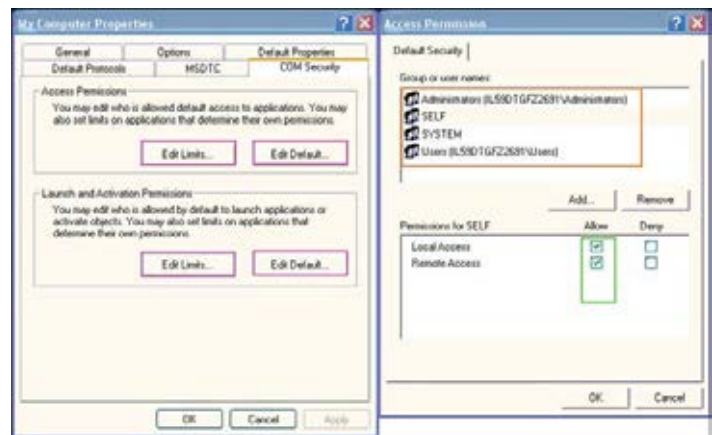 My Computer Properties
General Options Default Properties
Default Protocols MSDTC COM Security
Access Permissions
You may edit who is allowed default access to applications. You may
also set limits on applications that determine their own permissions.
Edit Limits... Edit Default...
Launch and Activation Permissions
You may edit who is allowed by default to launch applications or
activate objects. You may also set limits on applications that
determine their own permissions.
Edit Limits... Edit Default...
OK Cancel Apply
Access Permission
Default Security
Group or user names:
Administrators \Administrators)
SELF
SYSTEM
Users \Users)
Add... Remove
Permissions for SELF Allow Deny
Local Access
Remote Access
OK Cancel